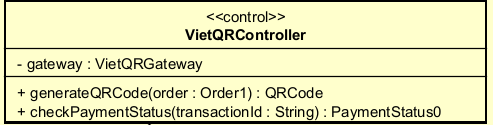 <<control>>
VietQRController
- gateway : VietQRGateway
+ generateQRCode(order : Order1) : QRCode
+ checkPaymentStatus(transactionId : String) : PaymentStatus0